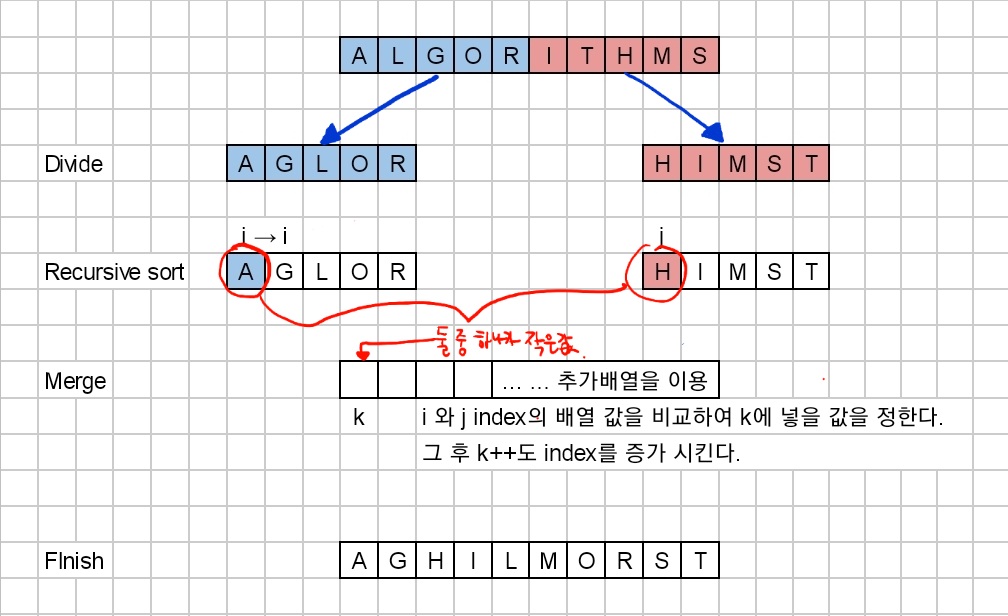 A L G O R I T H M S
Divide A G L O R H I M S T
i → i j
Recursive sort A G L O R H I M S T
둘중 하나 작은값
Merge ... ... 추가배열을 이용
k i 와 j index의 배열 값을 비교하여 k에 넣을 값을 정한다.
그 후 k++도 index를 증가 시킨다.
FInish A G H I L M O R S T